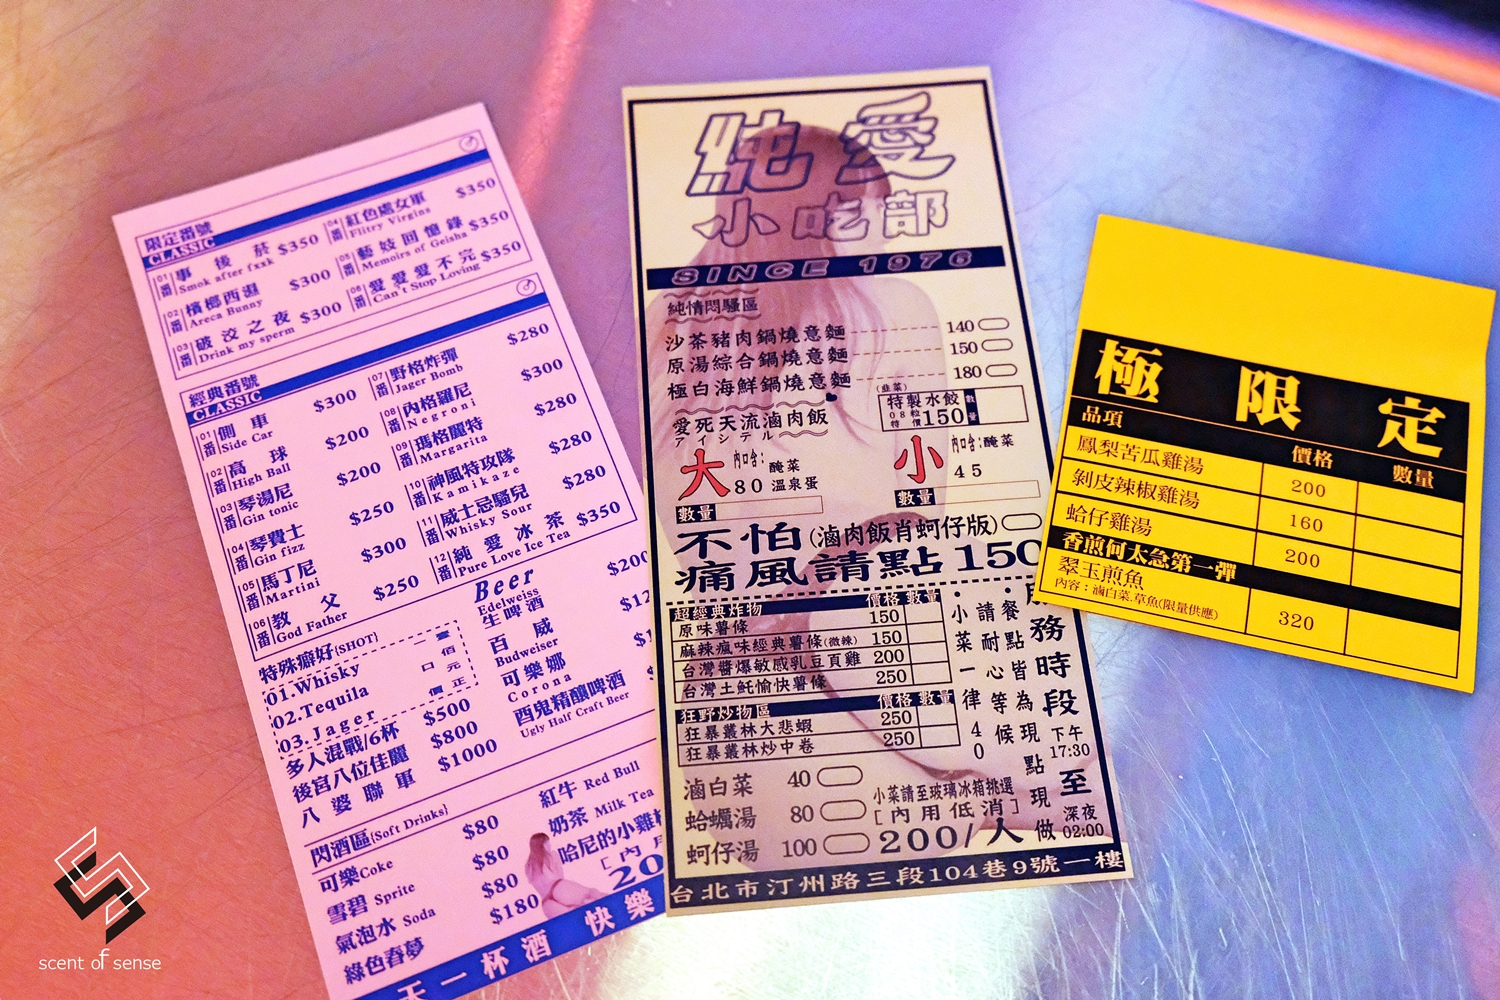 限定番號
CLASSIC
01番 事後菸 $350
Smok after fxxk
02番 檳榔西濕 $300
Areca Bunny
03番 破洨之夜 $300
Drink my sperm
04番 紅色處女軍 $350
Flitry Virgins
05番 藝妓回憶錄 $350
Memoirs of Geisha
06番 愛愛愛不完 $350
Can't Stop Loving
經典番號
CLASSIC
01番 側車 $300
Side Car
02番 高球 $200
High Ball
03番 琴湯尼 $200
Gin tonic
04番 琴費士 $250
Gin fizz
05番 馬丁尼 $300
Martini
06番 教父 $250
God Father
07番 野格炸彈 $280
Jager Bomb
08番 內格羅尼 $300
Negroni
09番 瑪格麗特 $280
Margarita
10番 神風特攻隊 $280
Kamikaze
11番 威士忌騷兒 $280
Whisky Sour
12番 純愛冰茶 $350
Pure Love Ice Tea
特殊癖好{SHOT}
01.Whisky
02.Tequila
03.Jager
一口價 壹佰元正
多人混戰/6杯 $500
後宮八位佳麗 $800
八婆聯軍 $1000
Beer
Edelweiss
生啤酒
百威
Budweiser
可樂娜
Corona
酉鬼精釀啤酒
Ugly Half Craft Beer
閃酒區{Soft Drinks}
可樂Coke $80
雪碧 Sprite $80
氣泡水 Soda $80
綠色春夢 $180
紅牛 Red Bull
奶茶 Milk Tea
哈尼的小雞
天一杯酒 快樂
純愛
小吃部
SINCE 1976
純情悶騷區
沙茶豬肉鍋燒意麵 140
原湯綜合鍋燒意麵 150
極白海鮮鍋燒意麵 180
愛死天流滷肉飯
アイシテル
(韭菜)
特製水餃 數量
08粒 特價 150
大 內含: 醃菜
80 溫泉蛋
數量
小 內含: 醃菜
45
數量
不怕(滷肉飯肖蚵仔版)
痛風請點150
超經典炸物 價格 數量
原味薯條 150
麻辣瘋味經典薯條(微辣) 150
台灣醬爆敏感乳豆頁雞 200
台灣土魠愉快薯條 250
狂野炒物區 價格 數量
狂暴叢林大悲蝦 250
狂暴叢林炒中卷 250
滷白菜 40
蛤蠣湯 80
蚵仔湯 100
小菜一律40
請耐心等候
餐點皆為現點現做
務時段
下午
17:30
至
深夜
02:00
小菜請至玻璃冰箱挑選
[內用低消]
200/人
台北市汀州路三段104巷9號一樓
極限定
品項 價格 數量
鳳梨苦瓜雞湯 200
剝皮辣椒雞湯 160
蛤仔雞湯 200
香煎何太急第一彈
翠玉煎魚 320
內容:滷白菜.草魚(限量供應)
scent of sense